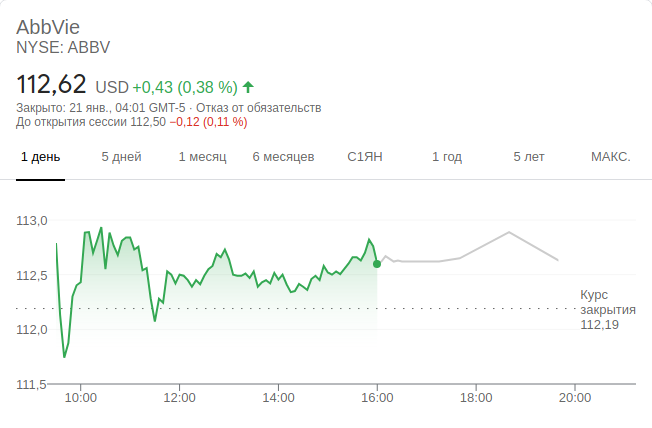 AbbVie
NYSE: ABBV
112,62 USD +0,43 (0,38 %)
Закрыто: 21 янв., 04:01 GMT-5 · Отказ от обязательств
До открытия сессии 112,50 −0,12 (0,11 %)
1 день 5 дней 1 месяц 6 месяцев С1ЯН 1 год 5 лет МАКС.
113,0
112,5
Курс
закрытия
112,19
112,0
111,5
10:00 12:00 14:00 16:00 18:00 20:00